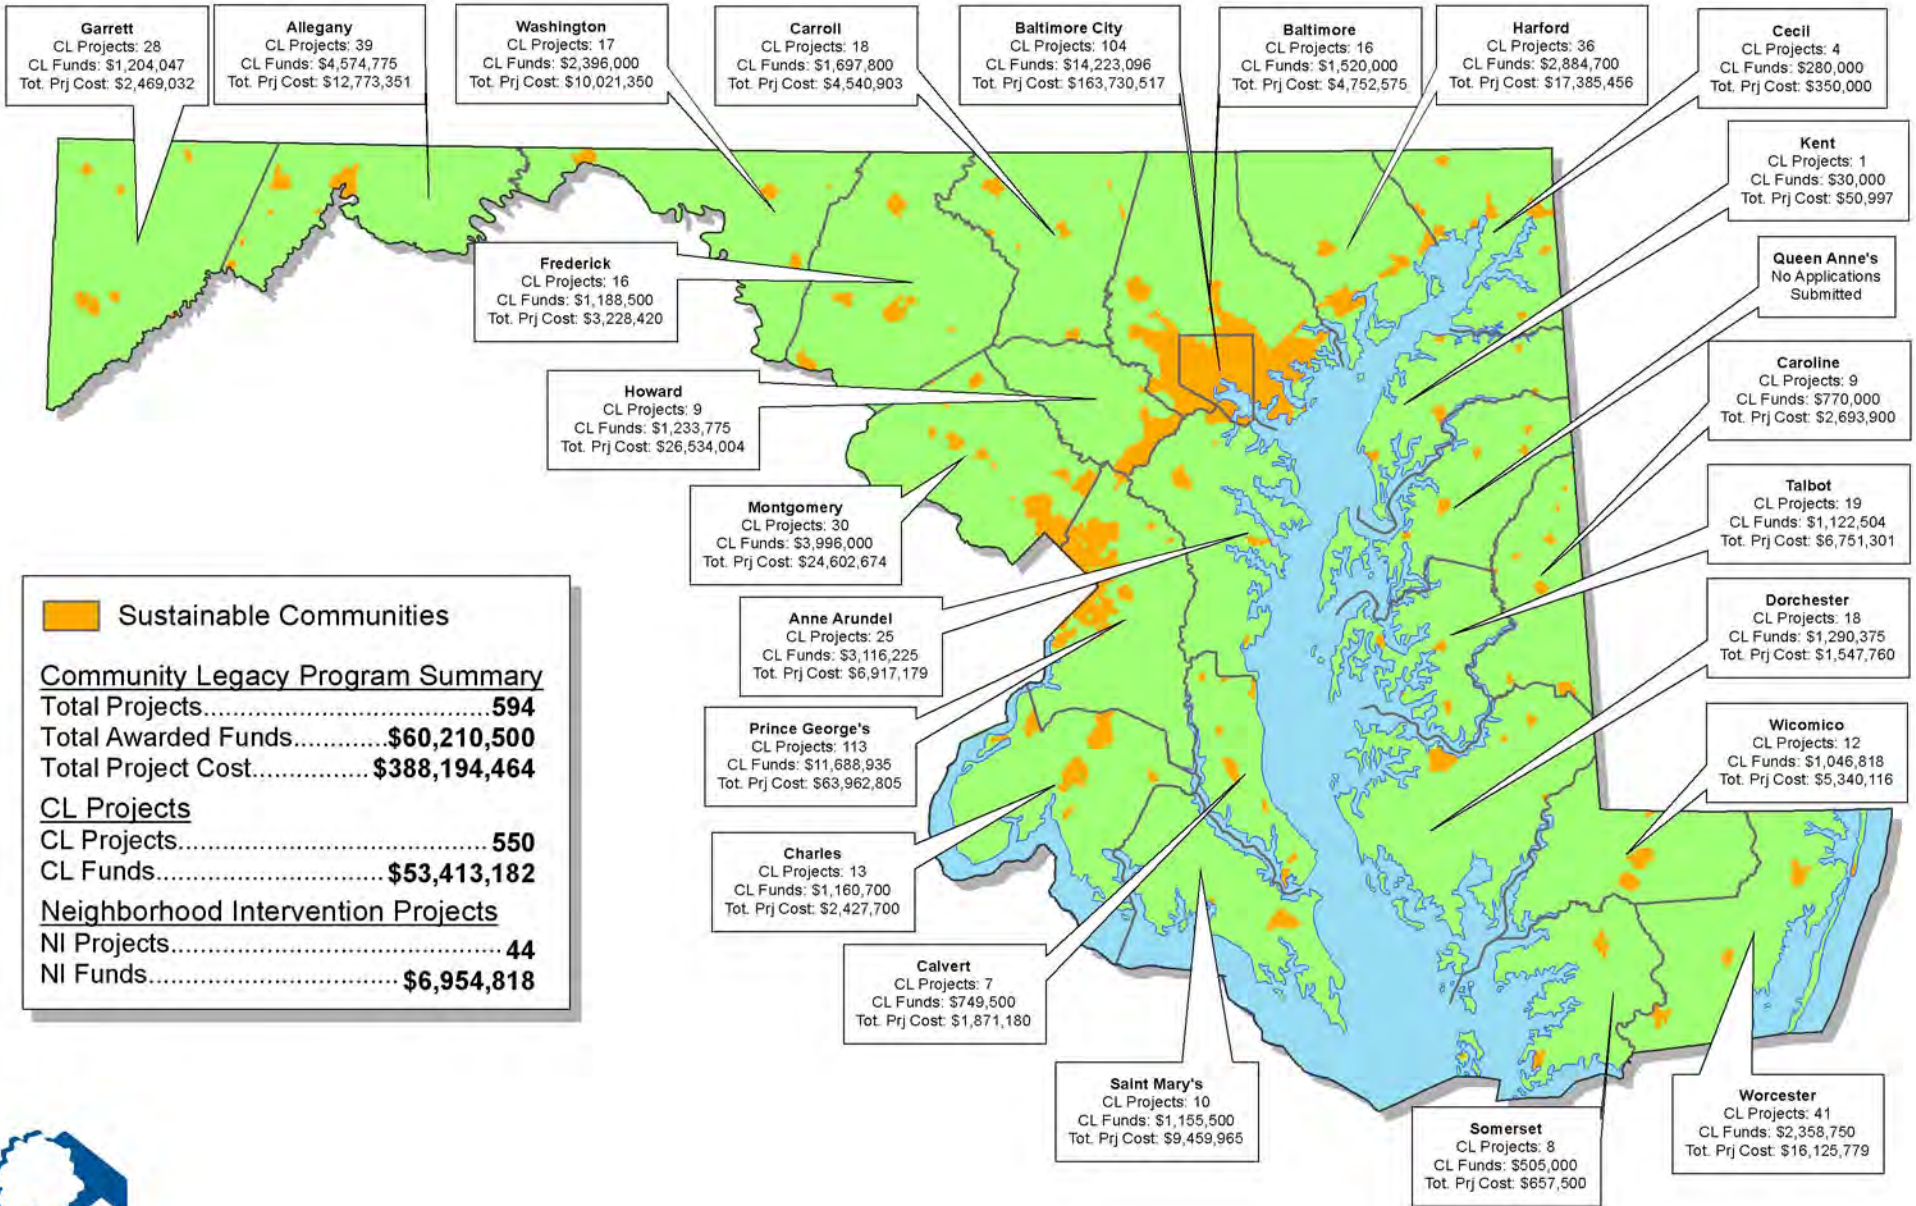 Garrett
CL Projects: 28
CL Funds: $1,204,047
Tot. Prj Cost: $2,469,032
Allegany
CL Projects: 39
CL Funds: $4,574,775
Tot. Prj Cost: $12,773,351
Washington
CL Projects: 17
CL Funds: $2,396,000
Tot. Prj Cost: $10,021,350
Carroll
CL Projects: 18
CL Funds: $1,697,800
Tot. Prj Cost: $4,540,903
Baltimore City
CL Projects: 104
CL Funds: $14,223,096
Tot. Prj Cost: $163,730,517
Baltimore
CL Projects: 16
CL Funds: $1,520,000
Tot. Prj Cost: $4,752,575
Harford
CL Projects: 36
CL Funds: $2,884,700
Tot. Prj Cost: $17,385,456
Cecil
CL Projects: 4
CL Funds: $280,000
Tot. Prj Cost: $350,000
Kent
CL Projects: 1
CL Funds: $30,000
Tot. Prj Cost: $50,997
Queen Anne's
No Applications
Submitted
Frederick
CL Projects: 16
CL Funds: $1,188,500
Tot. Prj Cost: $3,228,420
Caroline
CL Projects: 9
CL Funds: $770,000
Tot. Prj Cost: $2,693,900
Howard
CL Projects: 9
CL Funds: $1,233,775
Tot. Prj Cost: $26,534,004
Talbot
CL Projects: 19
CL Funds: $1,122,504
Tot. Prj Cost: $6,751,301
Montgomery
CL Projects: 30
CL Funds: $3,996,000
Tot. Prj Cost: $24,602,674
Dorchester
CL Projects: 18
CL Funds: $1,290,375
Tot. Prj Cost: $1,547,760
Anne Arundel
CL Projects: 25
CL Funds: $3,116,225
Tot. Prj Cost: $6,917,179
Wicomico
CL Projects: 12
CL Funds: $1,046,818
Tot. Prj Cost: $5,340,116
Prince George's
CL Projects: 113
CL Funds: $11,688,935
Tot. Prj Cost: $63,962,805
Charles
CL Projects: 13
CL Funds: $1,160,700
Tot. Prj Cost: $2,427,700
Calvert
CL Projects: 7
CL Funds: $749,500
Tot. Prj Cost: $1,871,180
Saint Mary's
CL Projects: 10
CL Funds: $1,155,500
Tot. Prj Cost: $9,459,965
Somerset
CL Projects: 8
CL Funds: $505,000
Tot. Prj Cost: $657,500
Worcester
CL Projects: 41
CL Funds: $2,358,750
Tot. Prj Cost: $16,125,779
Sustainable Communities
Community Legacy Program Summary
Total Projects....................................594
Total Awarded Funds............$60,210,500
Total Project Cost...............$388,194,464
CL Projects
CL Projects.......................................550
CL Funds............................$53,413,182
Neighborhood Intervention Projects
NI Projects.........................................44
NI Funds...............................$6,954,818